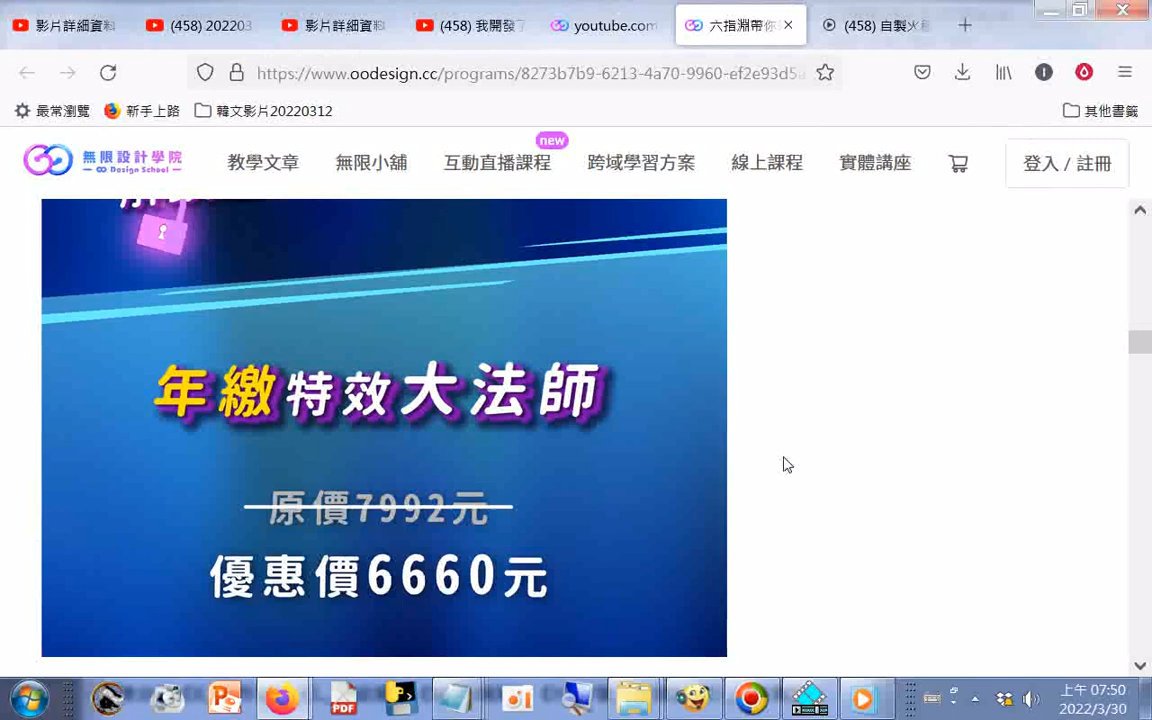 影片詳細資料
(458) 202203
影片詳細資料
(458) 我開發了
youtube.com
六指淵帶你
(458) 自製火
https://www.oodesign.cc/programs/8273b7b9-6213-4a70-9960-ef2e93d5a
最常瀏覽
新手上路
韓文影片20220312
其他書籤
無限設計學院
Design School
教學文章
無限小舖
互動直播課程
new
跨域學習方案
線上課程
實體講座
登入 / 註冊
年繳特效大法師
原價7992元
優惠價6660元
PDF
上午 07:50
2022/3/30